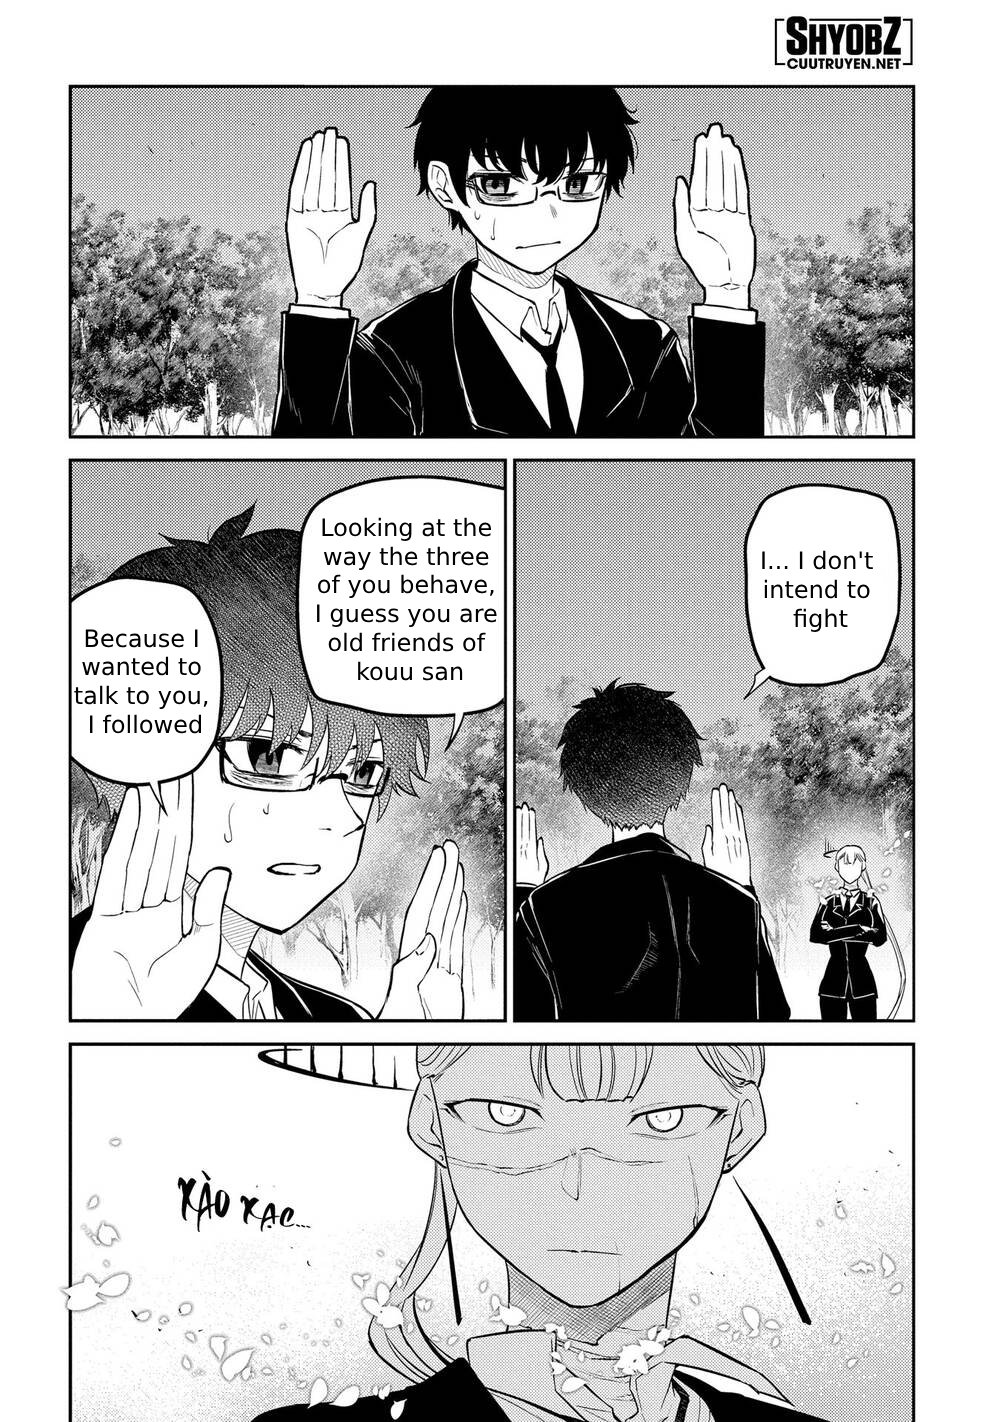 SHYOBZ
CUUTRUYEN.NET
I... I don't
intend to
fight
Looking at the
way the three
of you behave,
I guess you are
old friends of
kouu san
Because I
wanted to
talk to you,
I followed
XÀO XẠC...